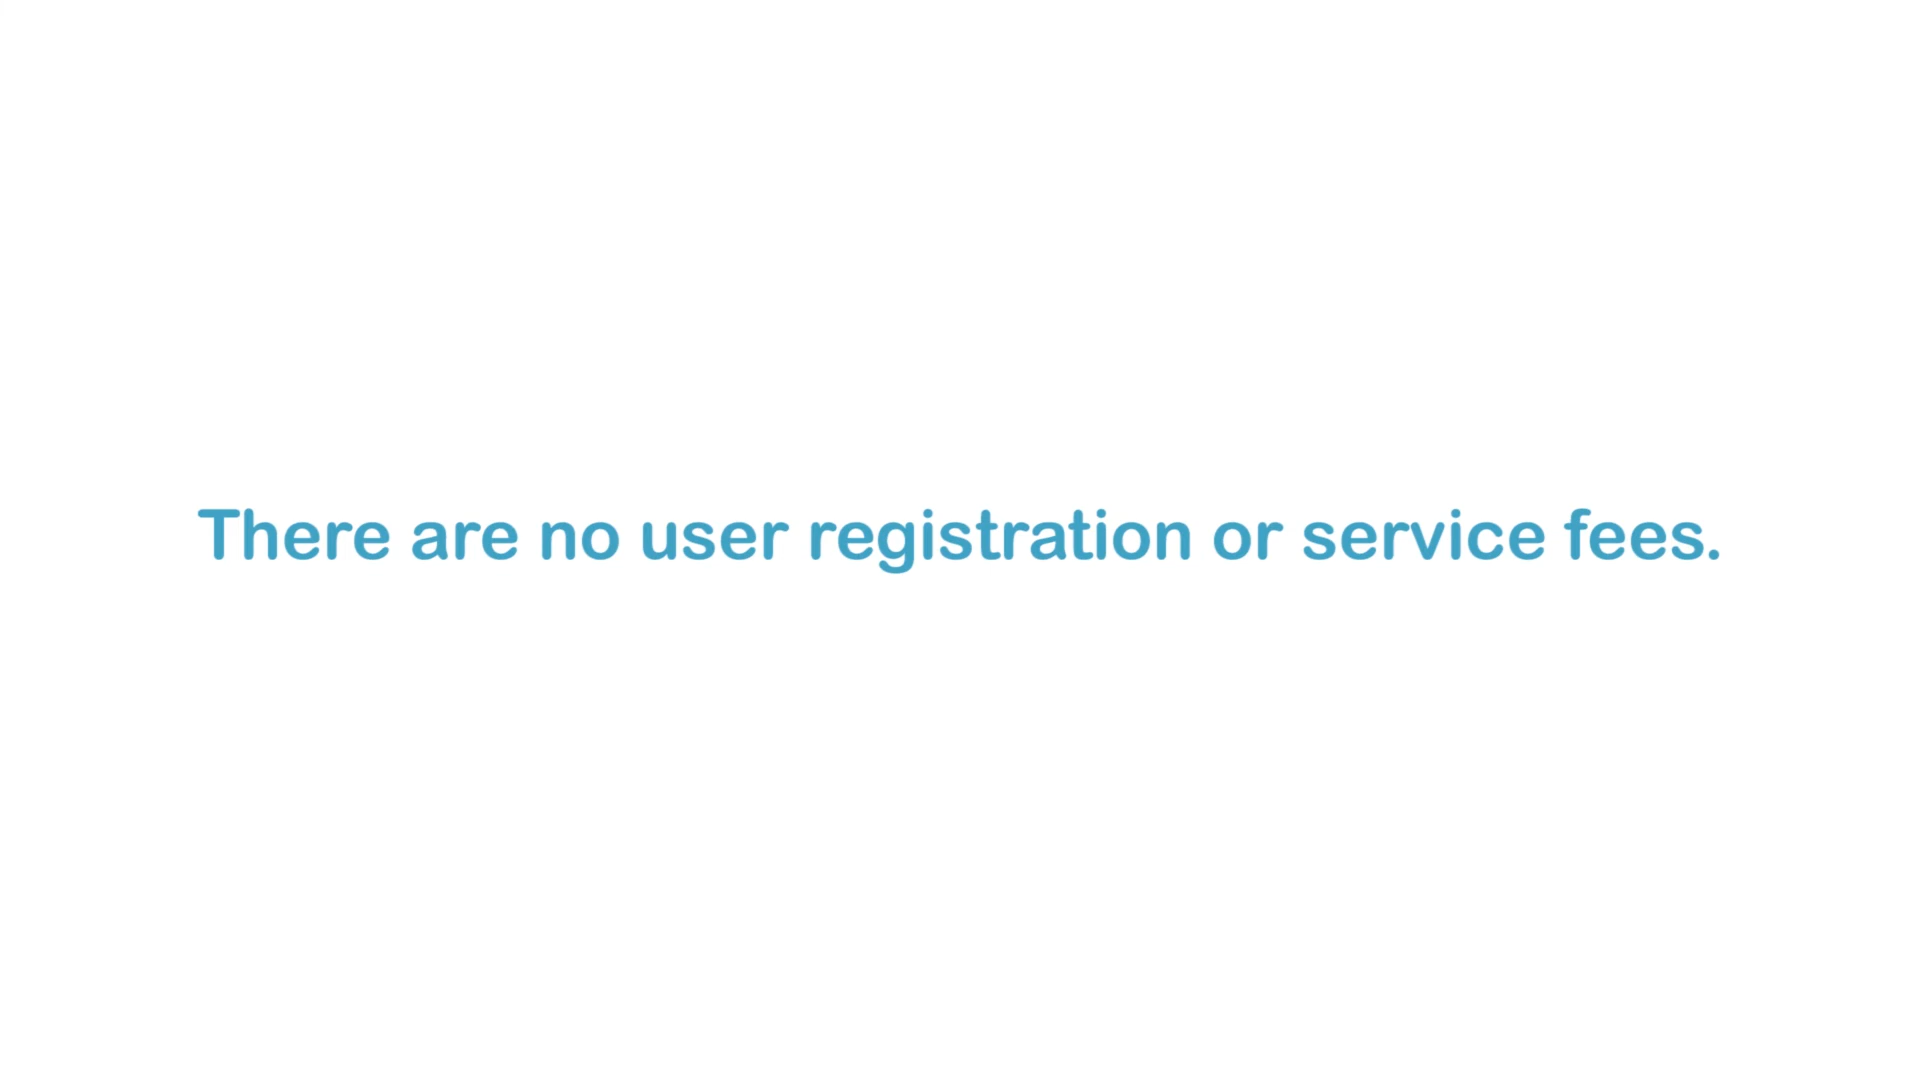 There are no user registration or service fees.